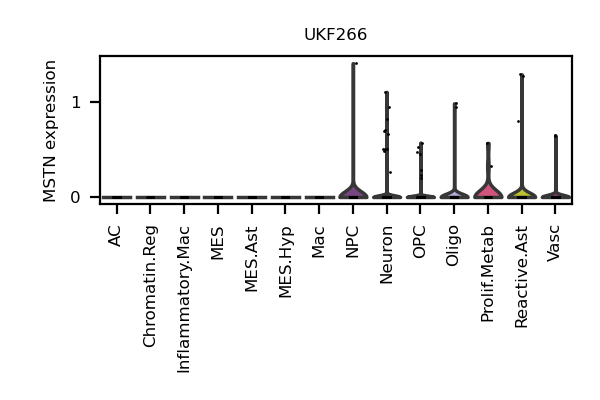 UKF266
MSTN expression
1
0
AC
Chromatin.Reg
Inflammatory.Mac
MES
MES.Ast
MES.Hyp
Mac
NPC
Neuron
OPC
Oligo
Prolif.Metab
Reactive.Ast
Vasc